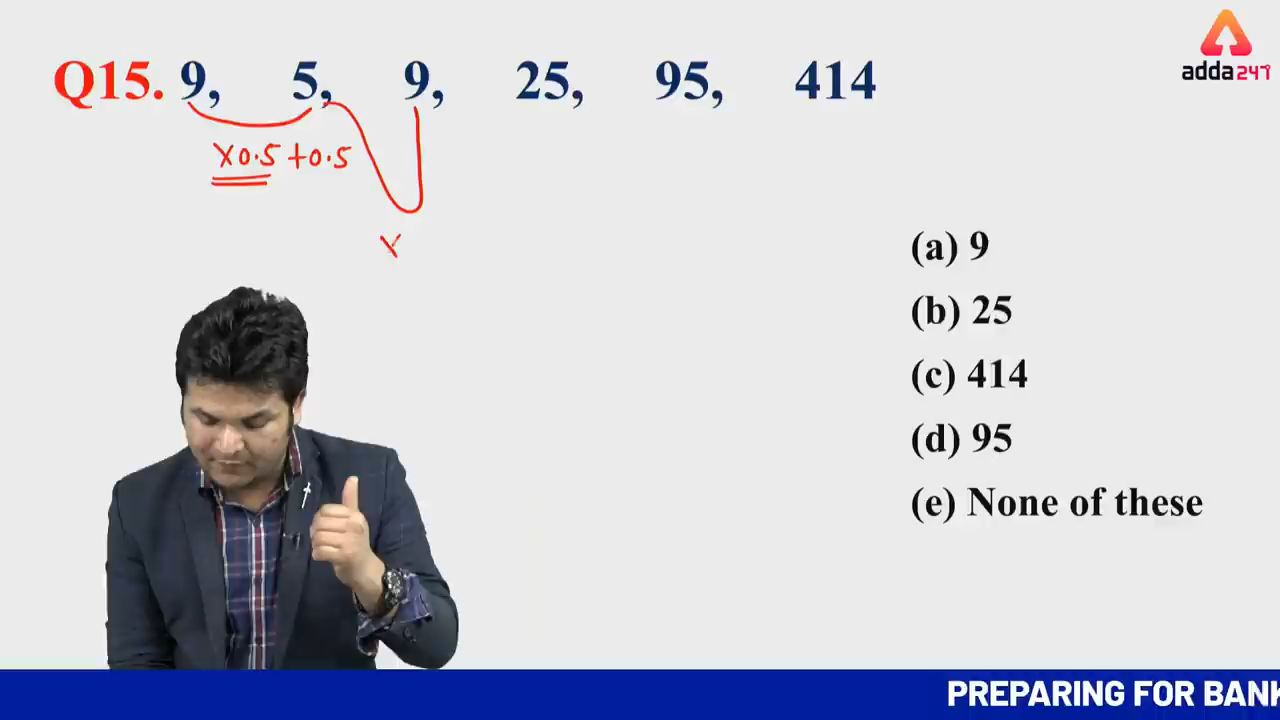 Q15. 9, 5, 9, 25, 95, 414
adda247
×0.5 +0.5
×
(a) 9
(b) 25
(c) 414
(d) 95
(e) None of these
PREPARING FOR BANK